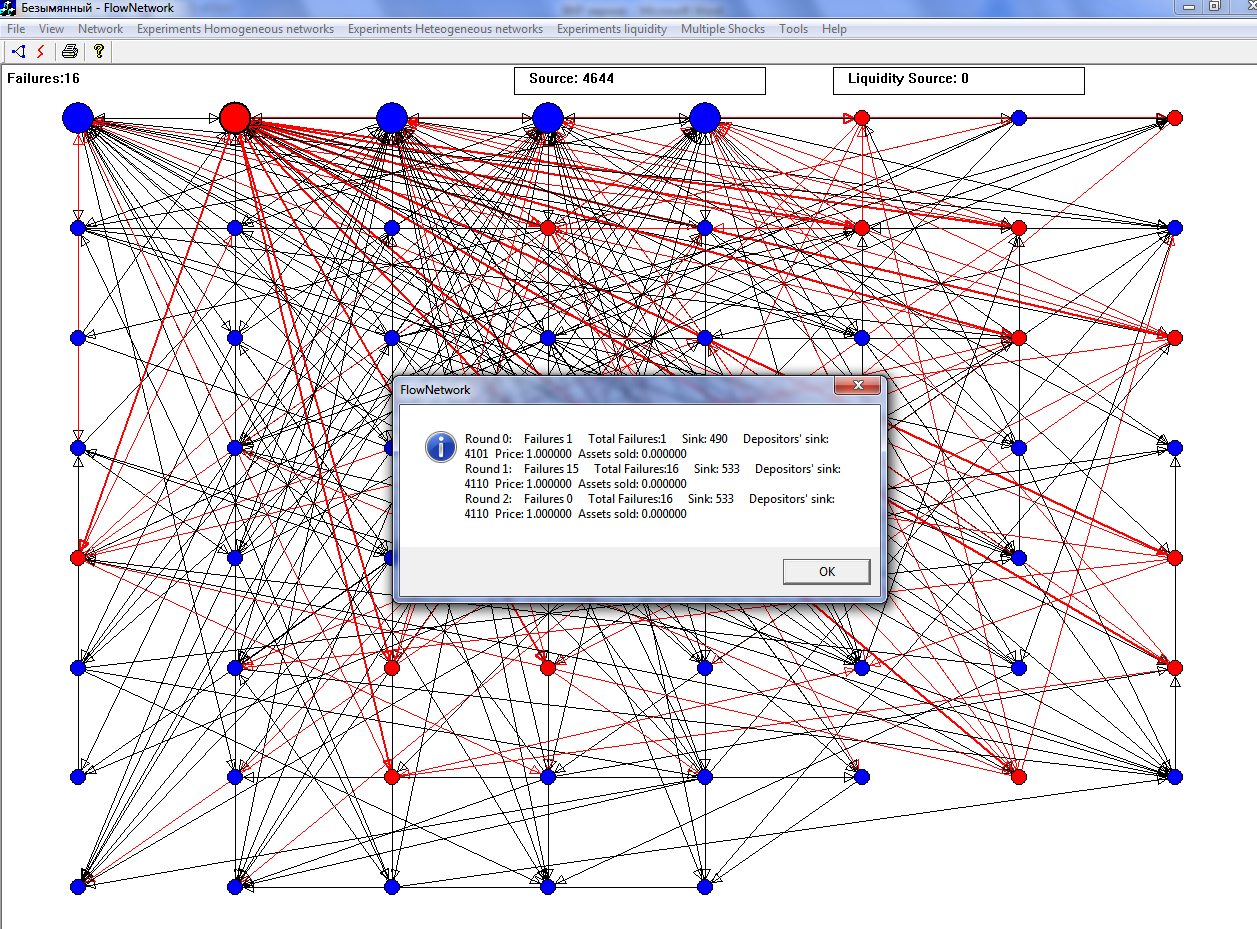 Безымянный - FlowNetwork
File View Network Experiments Homogeneous networks Experiments Heteogeneous networks Experiments liquidity Multiple Shocks Tools Help
Failures:16
Source: 4644
Liquidity Source: 0
FlowNetwork
Round 0: Failures 1 Total Failures:1 Sink: 490 Depositors' sink:
4101 Price: 1.000000 Assets sold: 0.000000
Round 1: Failures 15 Total Failures:16 Sink: 533 Depositors' sink:
4110 Price: 1.000000 Assets sold: 0.000000
Round 2: Failures 0 Total Failures:16 Sink: 533 Depositors' sink:
4110 Price: 1.000000 Assets sold: 0.000000
OK